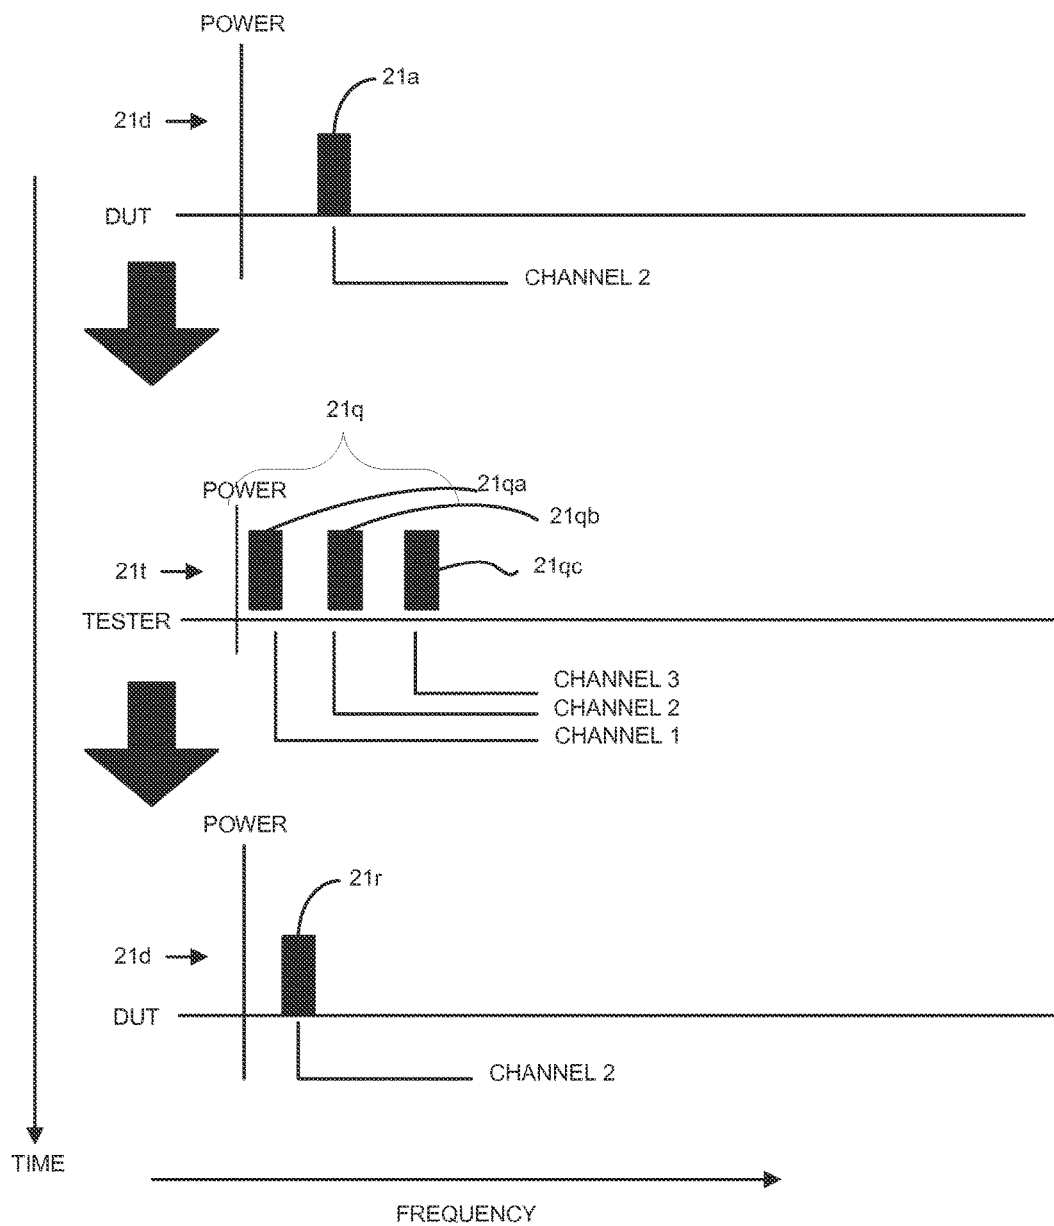 POWER
21a
21d
DUT
CHANNEL 2
21q
POWER
21qa
21qb
21t
21qc
TESTER
CHANNEL 3
CHANNEL 2
CHANNEL 1
POWER
21r
21d
DUT
CHANNEL 2
TIME
FREQUENCY